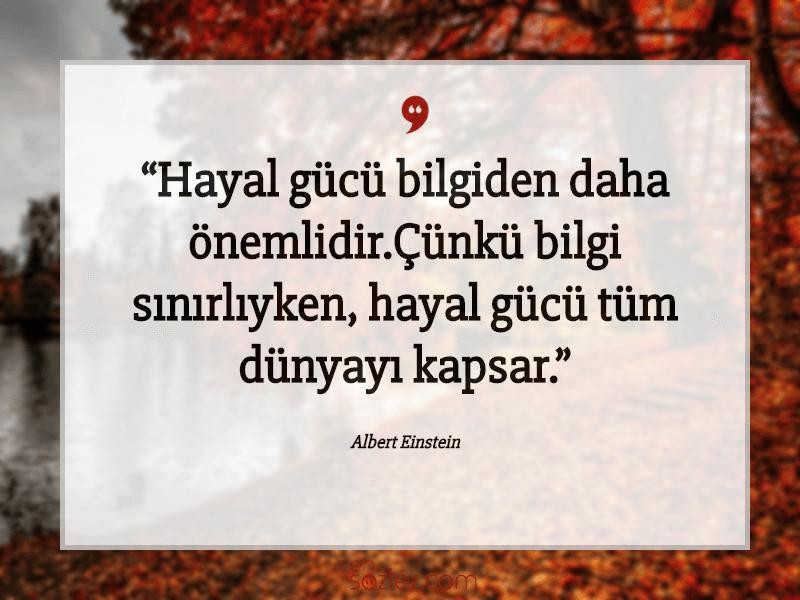 “Hayal gücü bilgiden daha
önemlidir.Çünkü bilgi
sınırlıyken, hayal gücü tüm
dünyayı kapsar.”
Albert Einstein